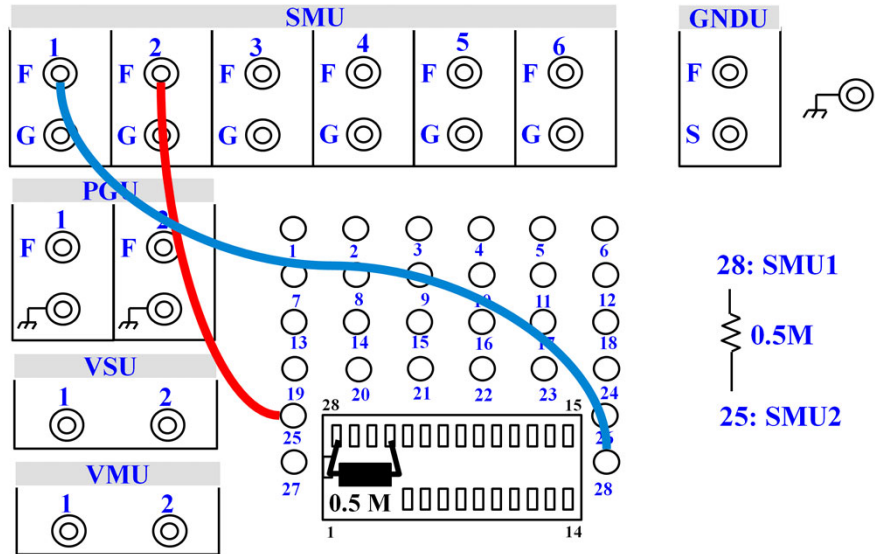 SMU
GNDU
1 2 3 4 5 6
F F F F F F F
G G G G G G S
PGU
1 2
F F
1 2 3 4 5 6
7 8 9 10 11 12
13 14 15 16 17 18
19 20 21 22 23 24
28: SMU1
0.5M
25: SMU2
VSU
1 2
25 28 15 26
27 28
0.5 M
1 14
VMU
1 2